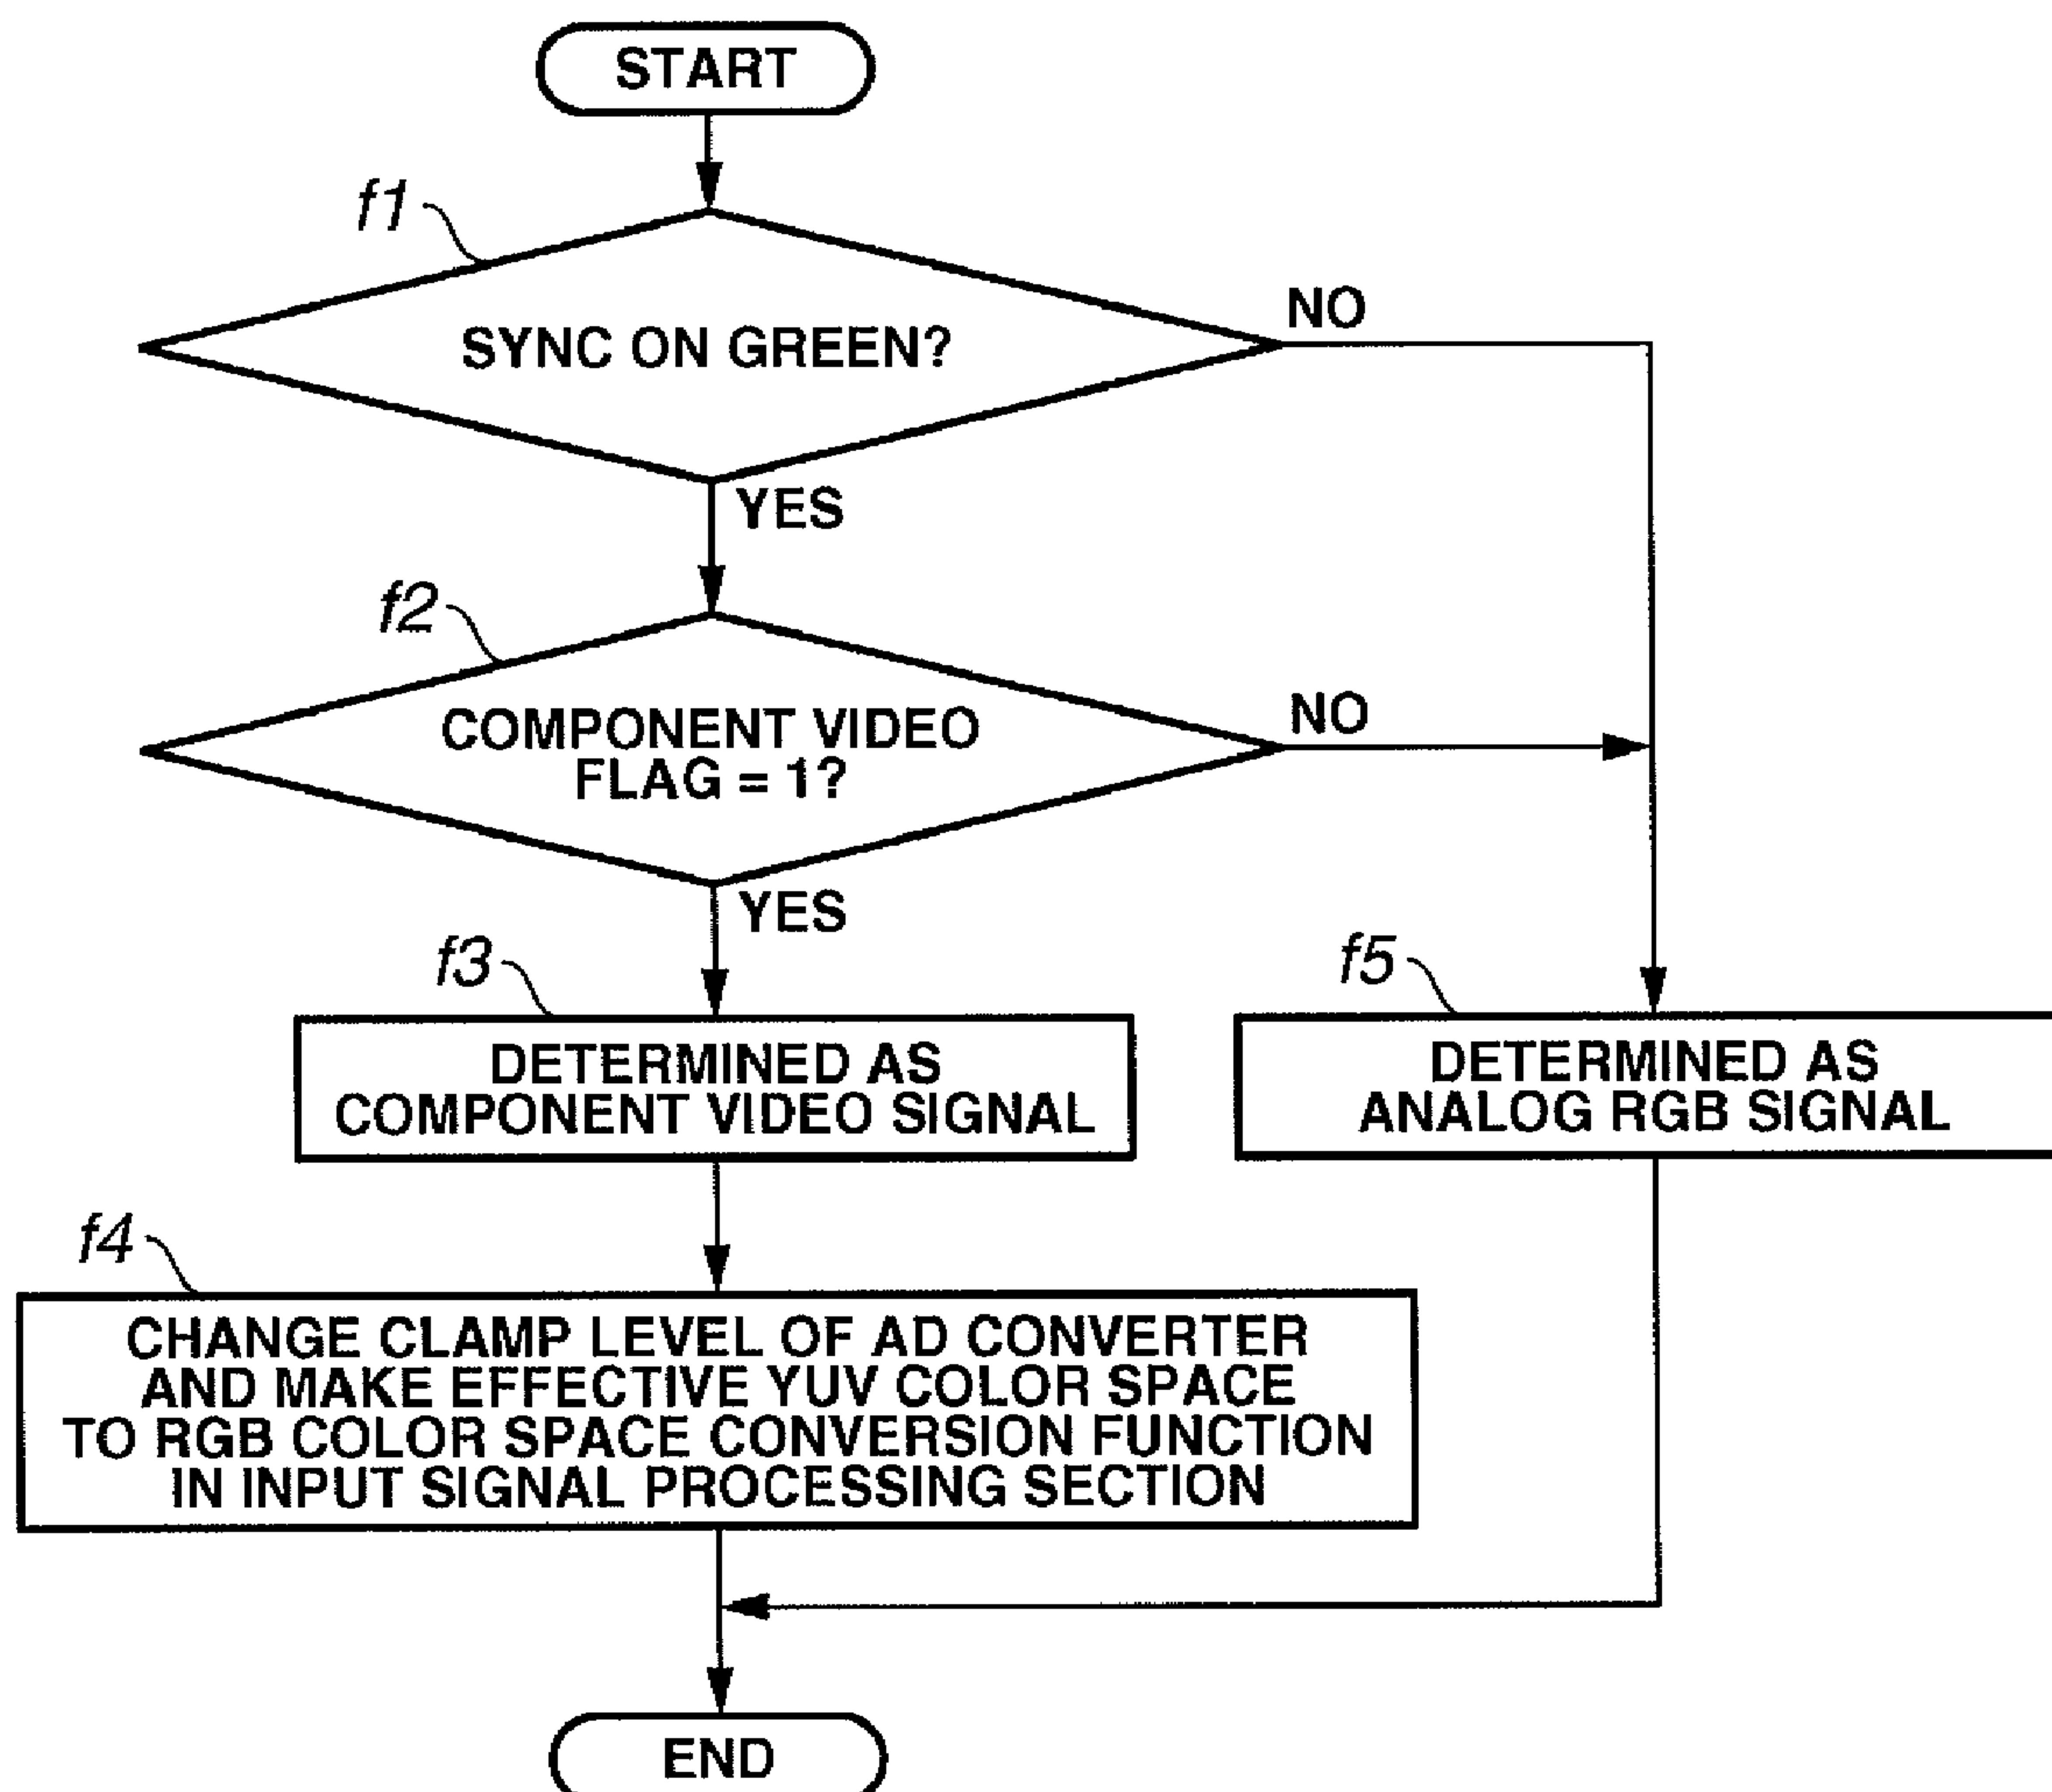 START
f1
SYNC ON GREEN?
NO
YES
f2
COMPONENT VIDEO
FLAG = 1?
NO
YES
f3
DETERMINED AS
COMPONENT VIDEO SIGNAL
f5
DETERMINED AS
ANALOG RGB SIGNAL
f4
CHANGE CLAMP LEVEL OF AD CONVERTER
AND MAKE EFFECTIVE YUV COLOR SPACE
TO RGB COLOR SPACE CONVERSION FUNCTION
IN INPUT SIGNAL PROCESSING SECTION
END